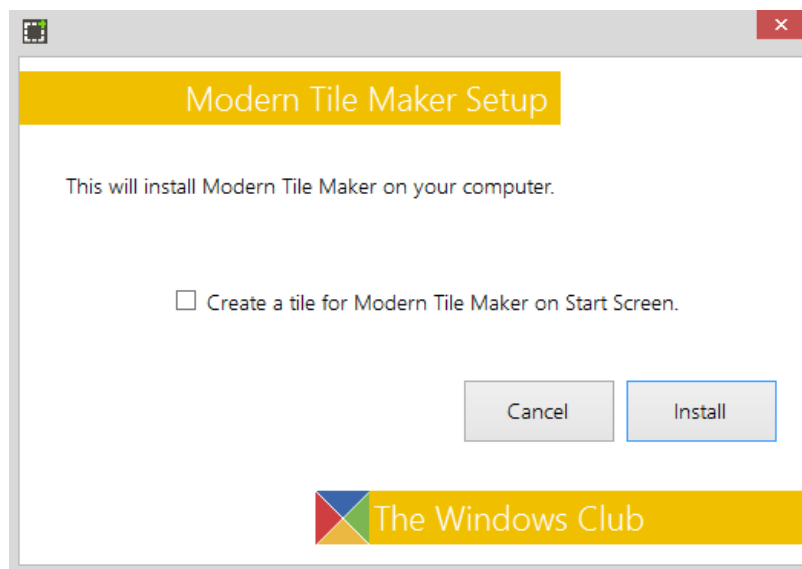 Modern Tile Maker Setup
This will install Modern Tile Maker on your computer.
Create a tile for Modern Tile Maker on Start Screen.
Cancel
Install
The Windows Club